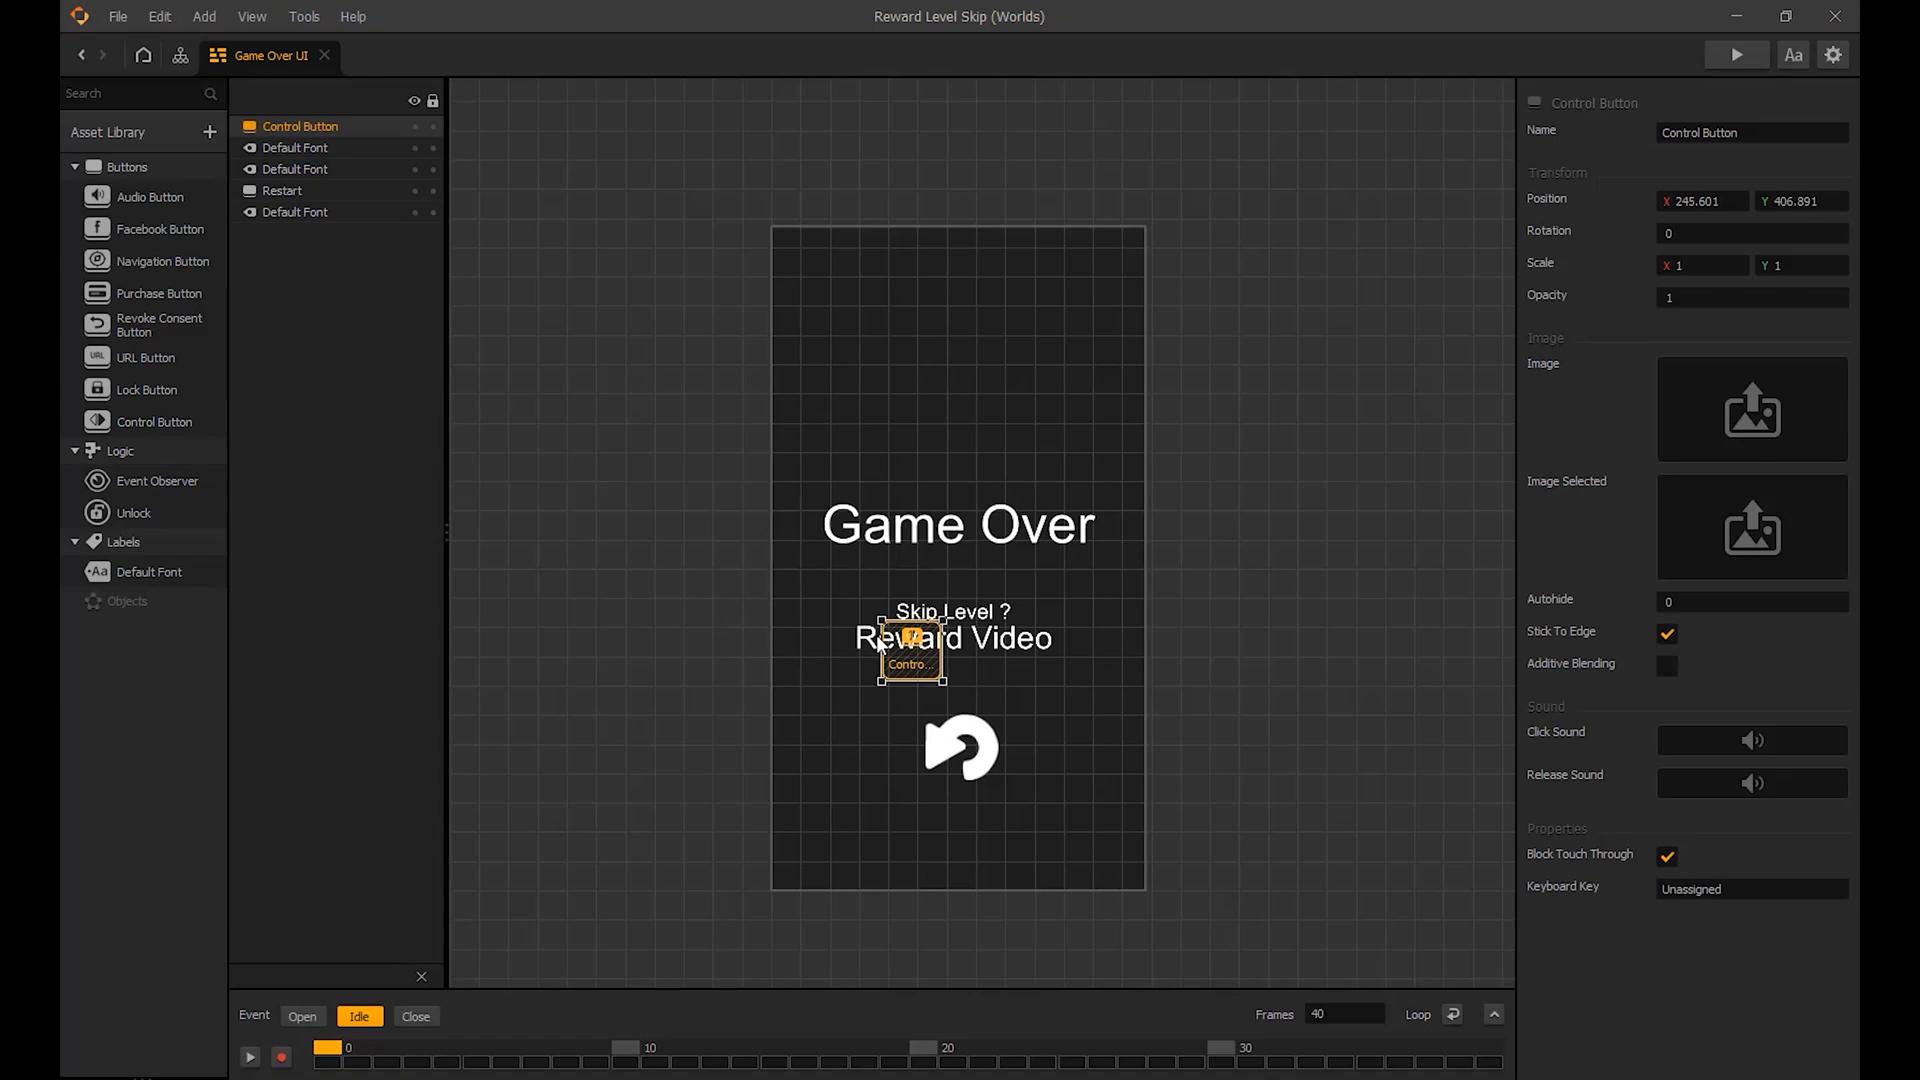 File Edit Add View Tools Help
Reward Level Skip (Worlds)
Game Over UI
Aa
Search
Asset Library
Buttons
Audio Button
Facebook Button
Navigation Button
Purchase Button
Revoke Consent
Button
URL
URL Button
Lock Button
Control Button
Logic
Event Observer
Unlock
Labels
Aa
Default Font
Objects
Control Button
Default Font
Default Font
Restart
Default Font
Game Over
Skip Level ?
Reward Video
Contro...
Control Button
Name
Control Button
Transform
Position
X 245.601
Y 406.891
Rotation
0
Scale
X 1
Y 1
Opacity
1
Image
Image
Image Selected
Autohide
0
Stick To Edge
Additive Blending
Sound
Click Sound
Release Sound
Properties
Block Touch Through
Keyboard Key
Unassigned
Event
Open
Idle
Close
Frames
40
Loop
0
10
20
30